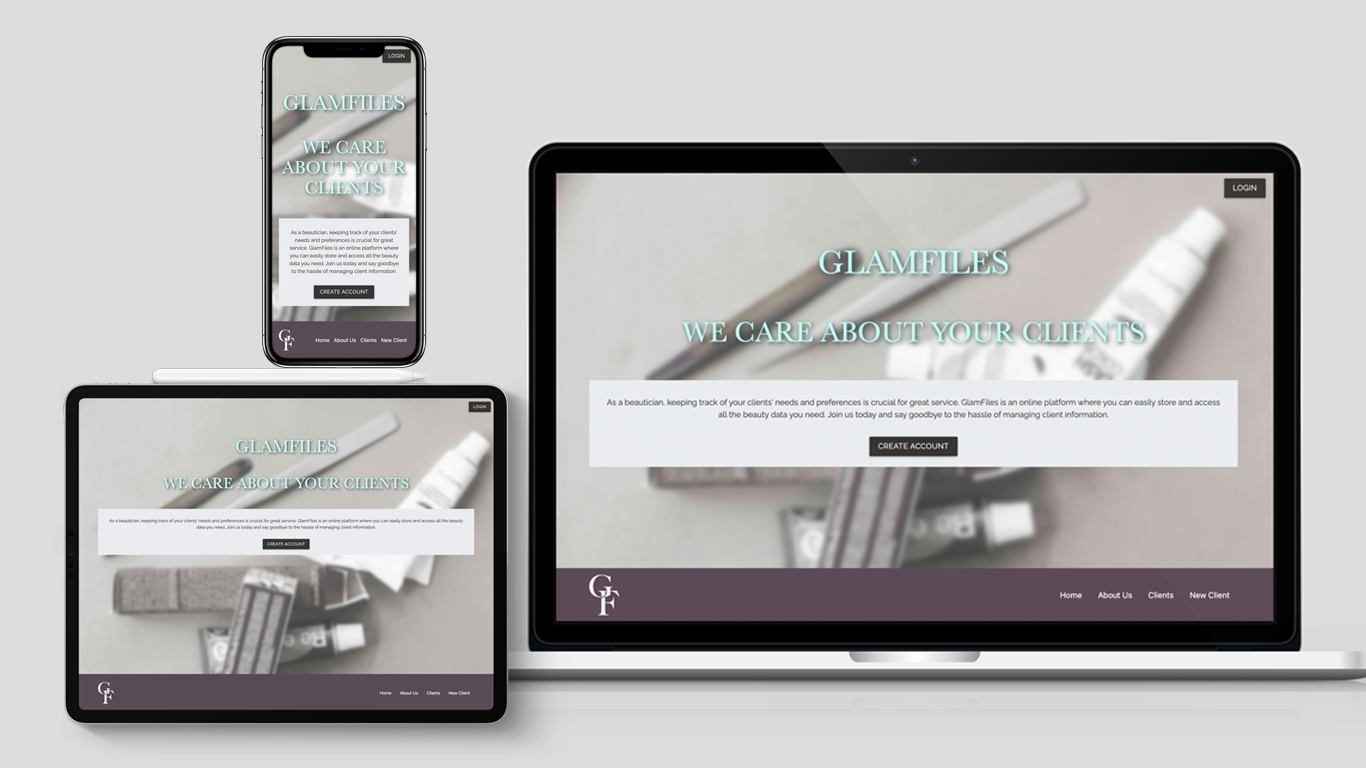 LOGIN
GLAMFILES
WE CARE
ABOUT YOUR
CLIENTS
As a beautician, keeping track of your clients'
needs and preferences is crucial for great
service. GlamFiles is an online platform where
you can easily store and access all the beauty
data you need. Join us today and say goodbye
to the hassle of managing client information.
CREATE ACCOUNT
GF
Home About Us Clients New Client
LOGIN
GLAMFILES
WE CARE ABOUT YOUR CLIENTS
As a beautician, keeping track of your clients' needs and preferences is crucial for great service. GlamFiles is an online platform where you can easily store and access all the beauty
data you need. Join us today and say goodbye to the hassle of managing client information.
CREATE ACCOUNT
Re
GF
Home About Us Clients New Client
LOGIN
GLAMFILES
WE CARE ABOUT YOUR CLIENTS
As a beautician, keeping track of your clients' needs and preferences is crucial for great service. GlamFiles is an online platform where you can easily store and access
all the beauty data you need. Join us today and say goodbye to the hassle of managing client information.
CREATE ACCOUNT
GF
Home About Us Clients New Client